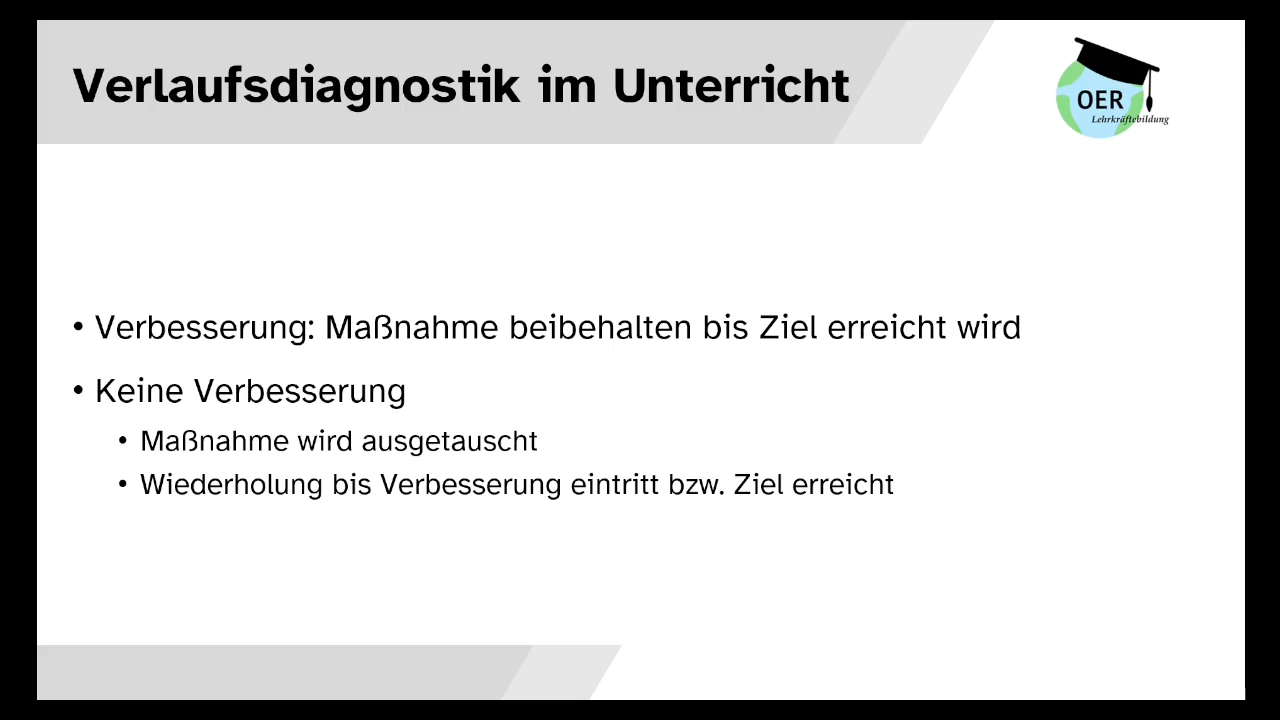 Verlaufsdiagnostik im Unterricht
OER
Lehrkräftebildung
• Verbesserung: Maßnahme beibehalten bis Ziel erreicht wird
• Keine Verbesserung
• Maßnahme wird ausgetauscht
• Wiederholung bis Verbesserung eintritt bzw. Ziel erreicht